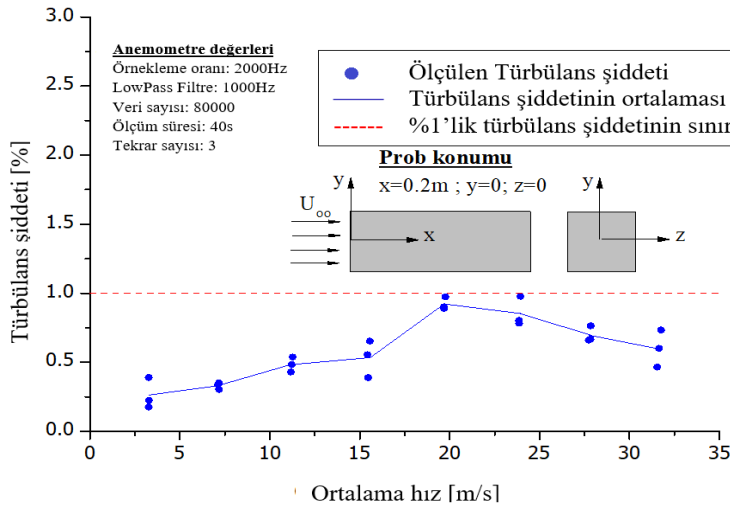 3.0
2.5
2.0
1.5
1.0
0.5
0.0
Türbülans şiddeti [%]
Anemometre değerleri
Örnekleme oranı: 2000Hz
LowPass Filtre: 1000Hz
Veri sayısı: 80000
Ölçüm süresi: 40s
Tekrar sayısı: 3
Ölçülen Türbülans şiddeti
Türbülans şiddetinin ortalaması
%1'lik türbülans şiddetinin sının
Prob konumu
x=0.2m ; y=0; z=0
y
U∞
x
y
z
0 5 10 15 20 25 30 35
Ortalama hız [m/s]